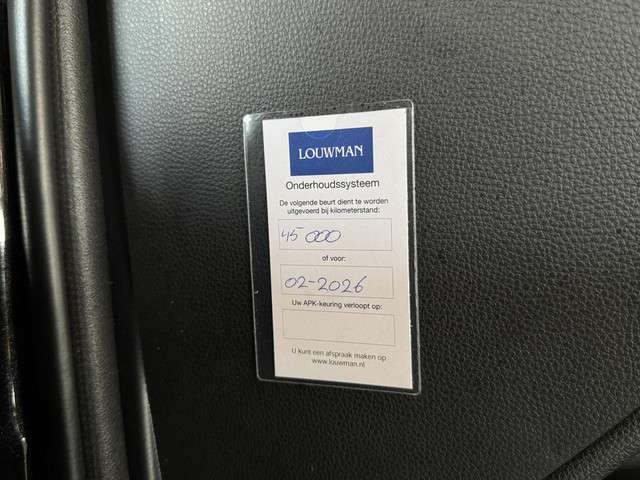 LOUWMAN
Onderhoudssysteem
De volgende beurt dient te worden
uitgevoerd bij kilometerstand:
45 000
of voor:
02-2026
Uw APK-keuring verloopt op:
U kunt een afspraak maken op
www.louwman.nl